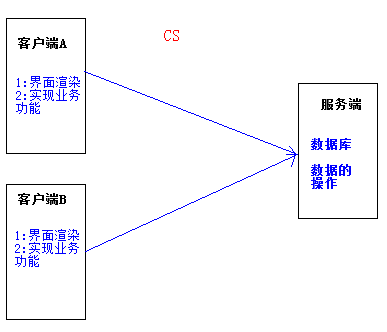 CS
客户端A
1:界面渲染
2:实现业务
功能
服务端
数据库
数据的
操作
客户端B
1:界面渲染
2:实现业务
功能